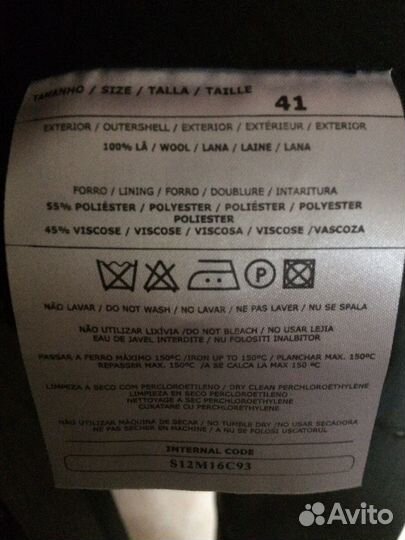 TAMANHO / SIZE / TALLA / TAILLE 41
EXTERIOR / OUTERSHELL / EXTERIOR / EXTÉRIEUR / EXTERIOR
100% LÃ / WOOL / LANA / LAINE / LANA
FORRO / LINING / FORRO / DOUBLURE / INTARITURA
55% POLIÉSTER / POLYESTER / POLIÉSTER / POLYESTER
POLIESTER
45% VISCOSE / VISCOSE / VISCOSA / VISCOSE /VASCOZA
P
NÃO LAVAR / DO NOT WASH / NO LAVAR / NE PAS LAVER / NU SE SPALA
NÃO UTILIZAR LIXÍVIA /DO NOT BLEACH / NO USAR LEJIA
EAU DE JAVEL INTERDITE / NU FOLOSITI INALBITOR
PASSAR A FERRO MÁXIMO 150ºC /IRON UP TO 150ºC / PLANCHAR MAX. 150ºC
REPASSER MAX. 150ºC /A SE CALCA LA MAX 150 ºC
LIMPEZA A SECO COM PERCLOROETILENO / DRY CLEAN PERCHLOROETHYLENE
LIMPIEZA EN SECO PERCLOROETILENO
NETTOYAGE A SEC AU PERCHLOROETHYLENE
CURATANE CU PERCHLOROETHYLENE
NÃO UTILIZAR MÁQUINA DE SECAR / NO TUMBLE DRY /NO USAR SECADORA
NE PAS SECHER EN MACHINE / A NU SE FOLOSI USCATORUL
INTERNAL CODE
S12M16C93
Avito